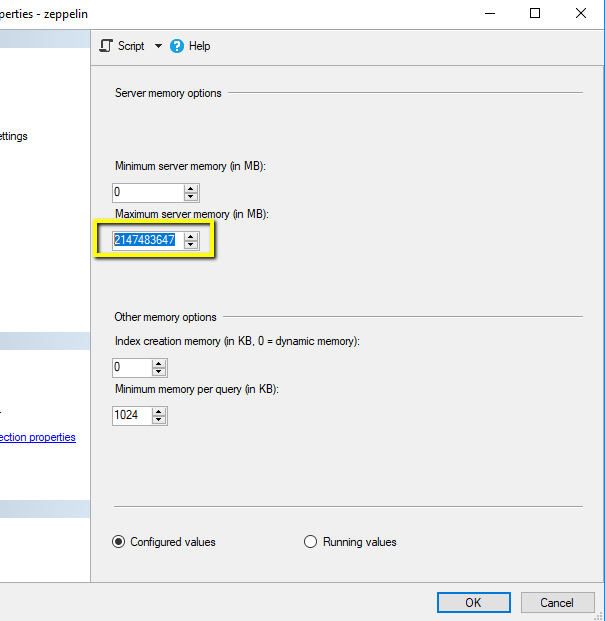 perties - zeppelin
Script Help
Server memory options
ettings
Minimum server memory (in MB):
0
Maximum server memory (in MB):
2147483647
Other memory options
Index creation memory (in KB, 0 = dynamic memory):
0
Minimum memory per query (in KB):
1024
ection properties
Configured values Running values
OK Cancel